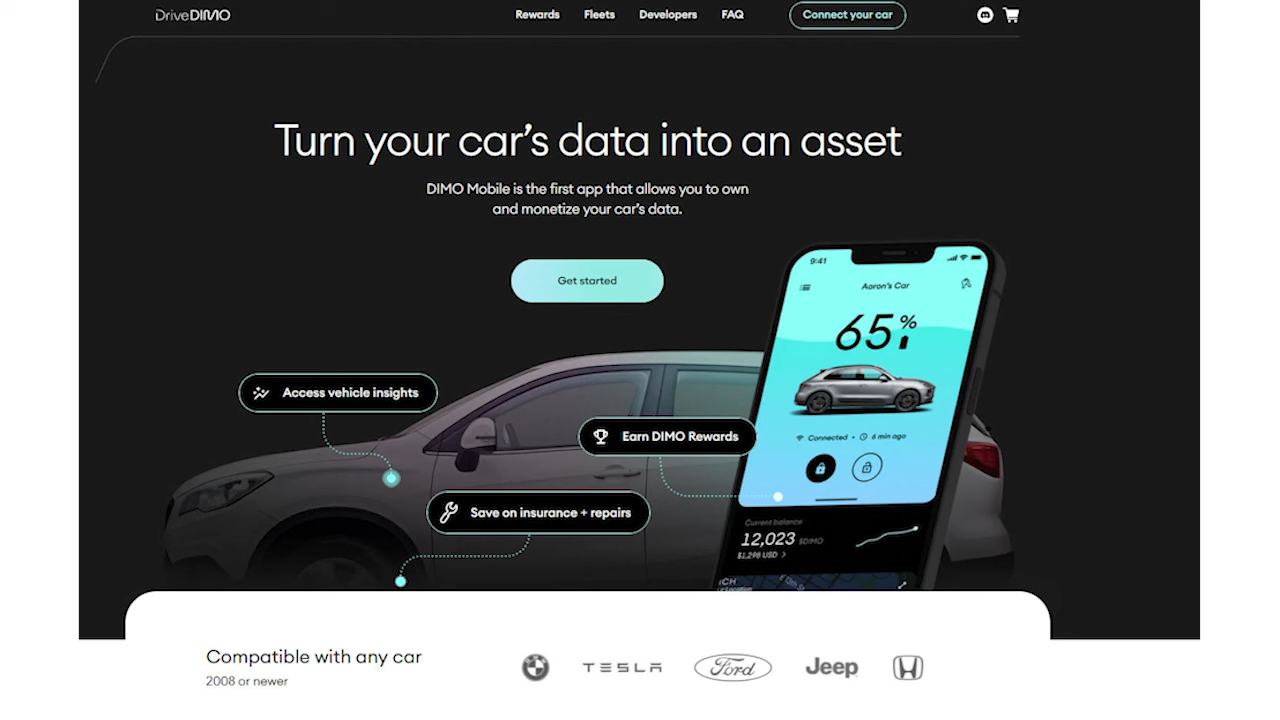 DriveDIMO
Rewards
Fleets
Developers
FAQ
Connect your car
Turn your car's data into an asset
DIMO Mobile is the first app that allows you to own
and monetize your car's data.
Get started
9:41
Aaron's Car
65%
Access vehicle insights
Earn DIMO Rewards
Connected • 6 min ago
Save on insurance + repairs
Current balance
12,023 $DIMO
$1,298 USD >
E 13th St
Location
Compatible with any car
2008 or newer
TESLA
Ford
Jeep